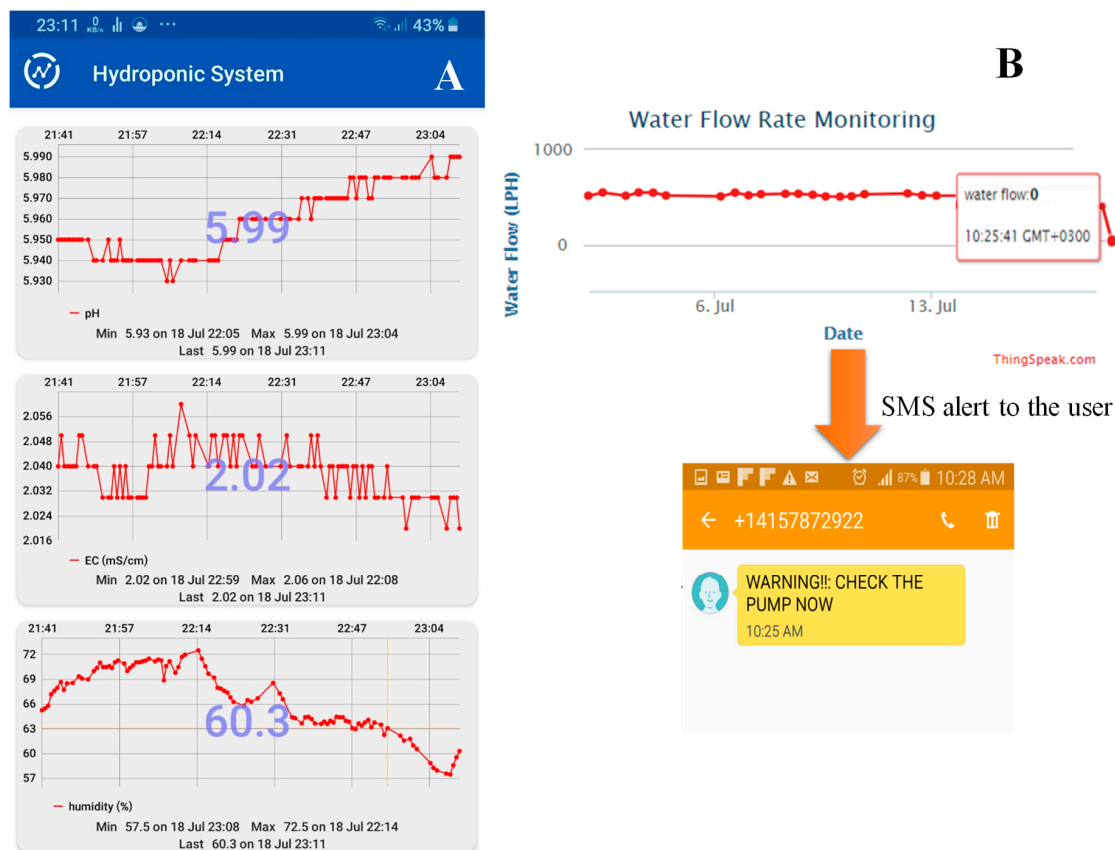 23:11 0 KB/s ... 43%
Hydroponic System
A
21:41 21:57 22:14 22:31 22:47 23:04
5.990
5.980
5.970
5.960
5.950
5.940
5.930
5.99
pH
Min 5.93 on 18 Jul 22:05 Max 5.99 on 18 Jul 23:04
Last 5.99 on 18 Jul 23:11
21:41 21:57 22:14 22:31 22:47 23:04
2.056
2.048
2.040
2.032
2.024
2.016
2.02
EC (mS/cm)
Min 2.02 on 18 Jul 22:59 Max 2.06 on 18 Jul 22:08
Last 2.02 on 18 Jul 23:11
21:41 21:57 22:14 22:31 22:47 23:04
72
69
66
63
60
57
60.3
humidity (%)
Min 57.5 on 18 Jul 23:08 Max 72.5 on 18 Jul 22:14
Last 60.3 on 18 Jul 23:11
B
Water Flow Rate Monitoring
Water Flow (LPH)
1000
0
water flow:0
10:25:41 GMT+0300
6. Jul 13. Jul
Date
ThingSpeak.com
SMS alert to the user
87% 10:28 AM
+14157872922
WARNING!!: CHECK THE
PUMP NOW
10:25 AM